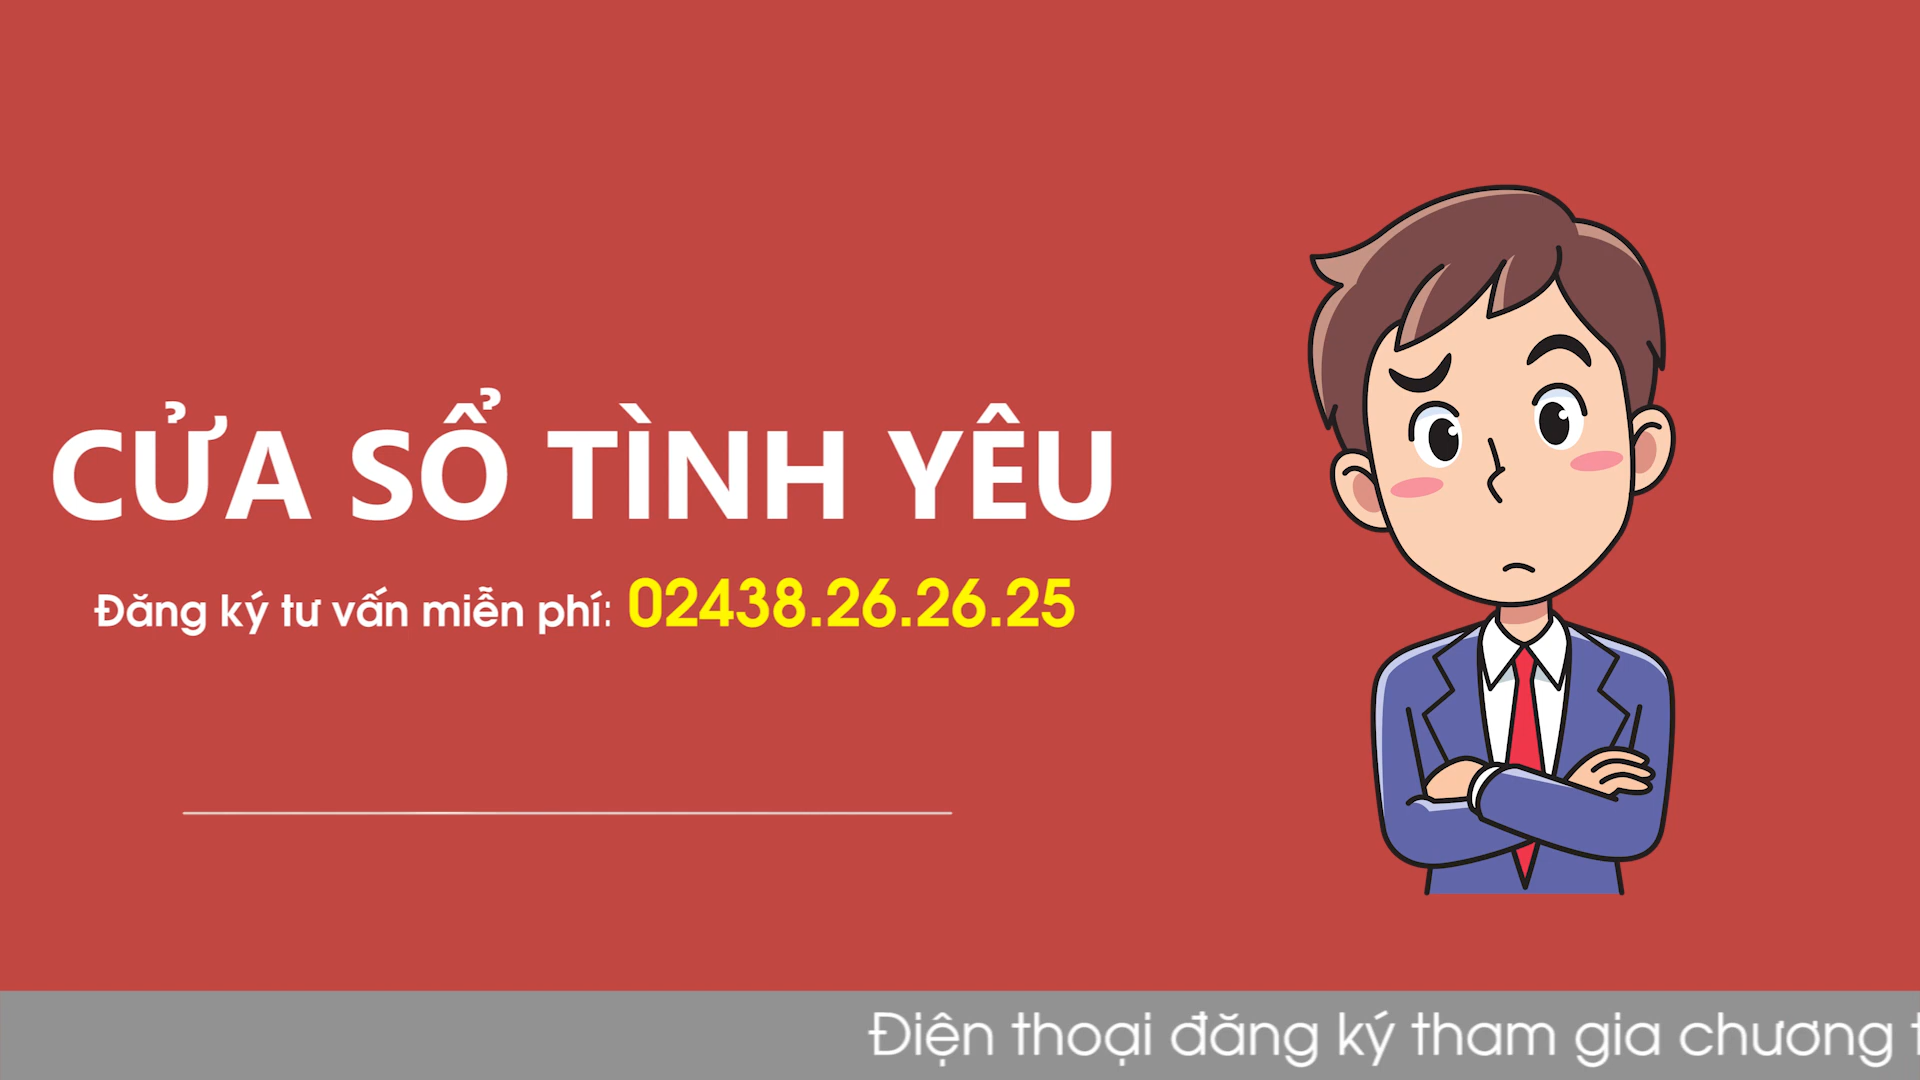 CỬA SỔ TÌNH YÊU
Đăng ký tư vấn miễn phí: 02438.26.26.25
Điện thoại đăng ký tham gia chương